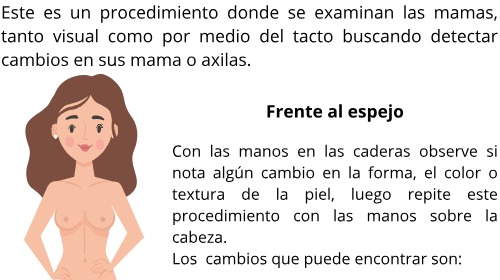 Este es un procedimiento donde se examinan las mamas,
tanto visual como por medio del tacto buscando detectar
cambios en sus mama o axilas.
Frente al espejo
Con las manos en las caderas observe si
nota algún cambio en la forma, el color o
textura de la piel, luego repite este
procedimiento con las manos sobre la
cabeza.
Los cambios que puede encontrar son: